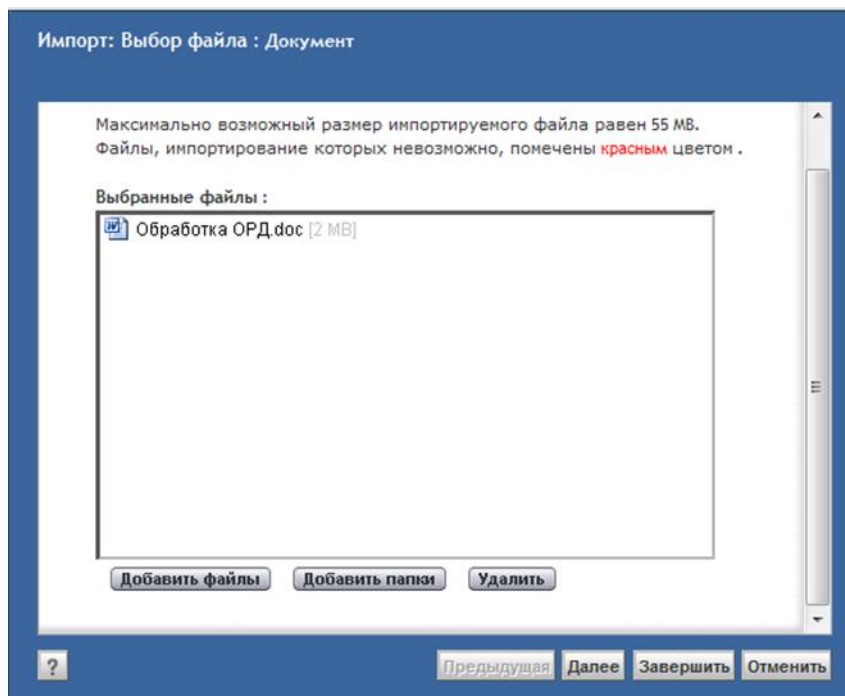 Импорт: Выбор файла : Документ
Максимально возможный размер импортируемого файла равен 55 MB.
Файлы, импортирование которых невозможно, помечены красным цветом .
Выбранные файлы :
Обработка ОРД.doc [2 MB]
Добавить файлы Добавить папки Удалить
? Предыдущая Далее Завершить Отменить